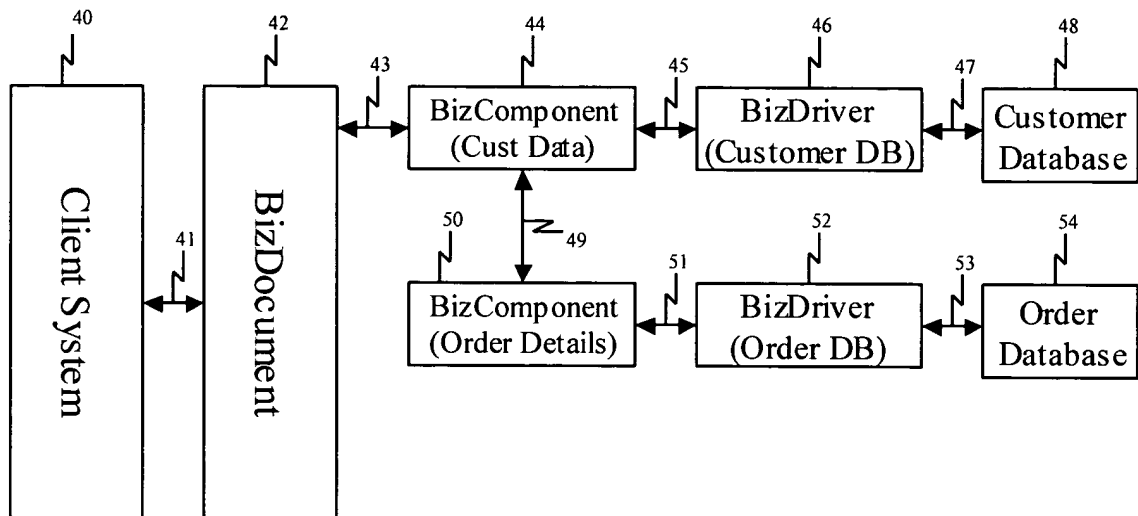 40
42
44
46
48
43
45
47
BizComponent
(Cust Data)
BizDriver
(Customer DB)
Customer
Database
Client System
BizDocument
41
50
49
52
54
51
53
BizComponent
(Order Details)
BizDriver
(Order DB)
Order
Database